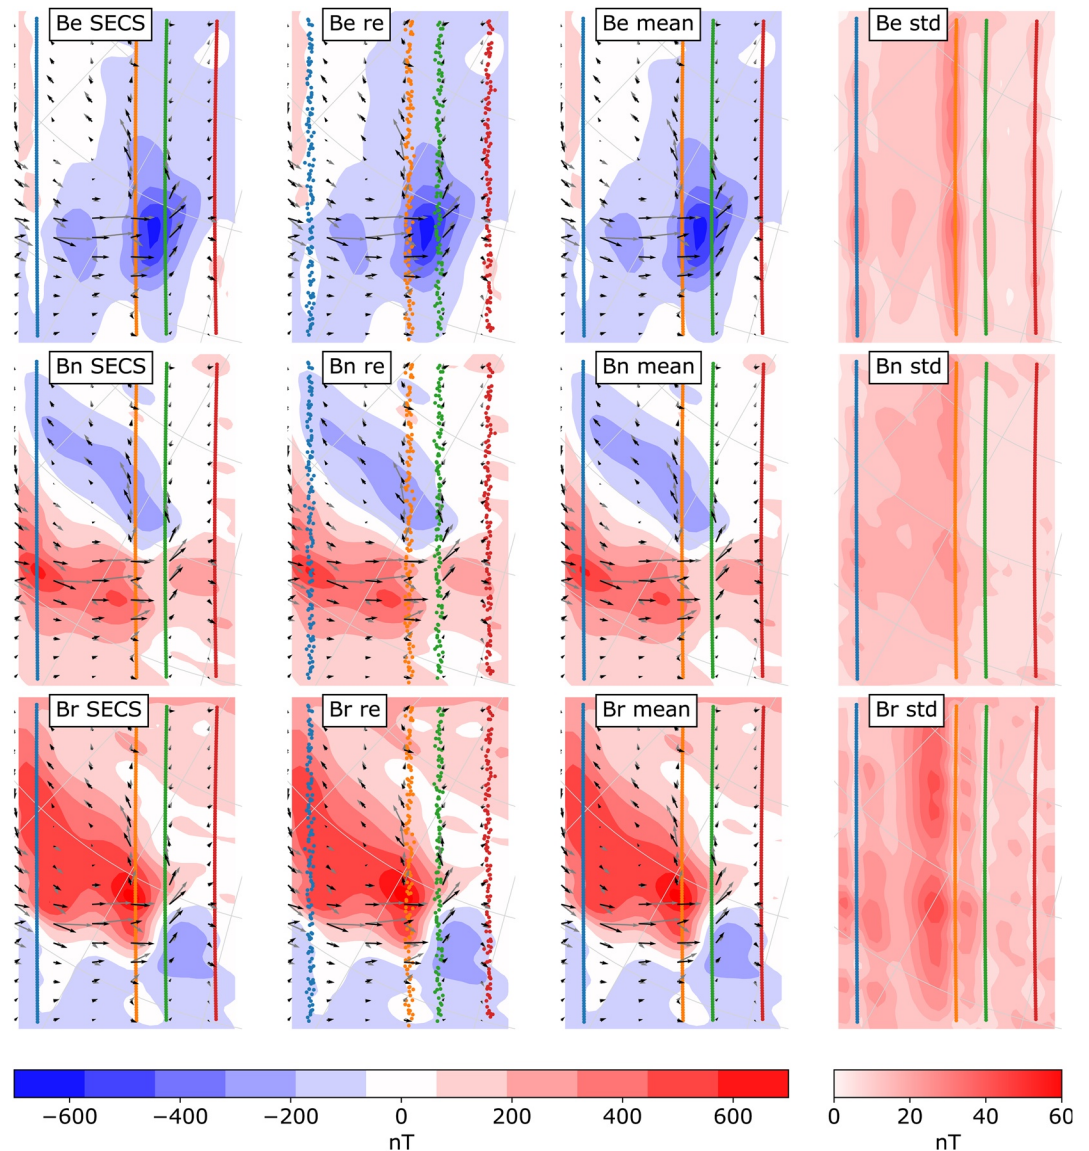 Be SECS Be re Be mean Be std
Bn SECS Bn re Bn mean Bn std
Br SECS Br re Br mean Br std
−600 −400 −200 0 200 400 600 0 20 40 60
nT nT